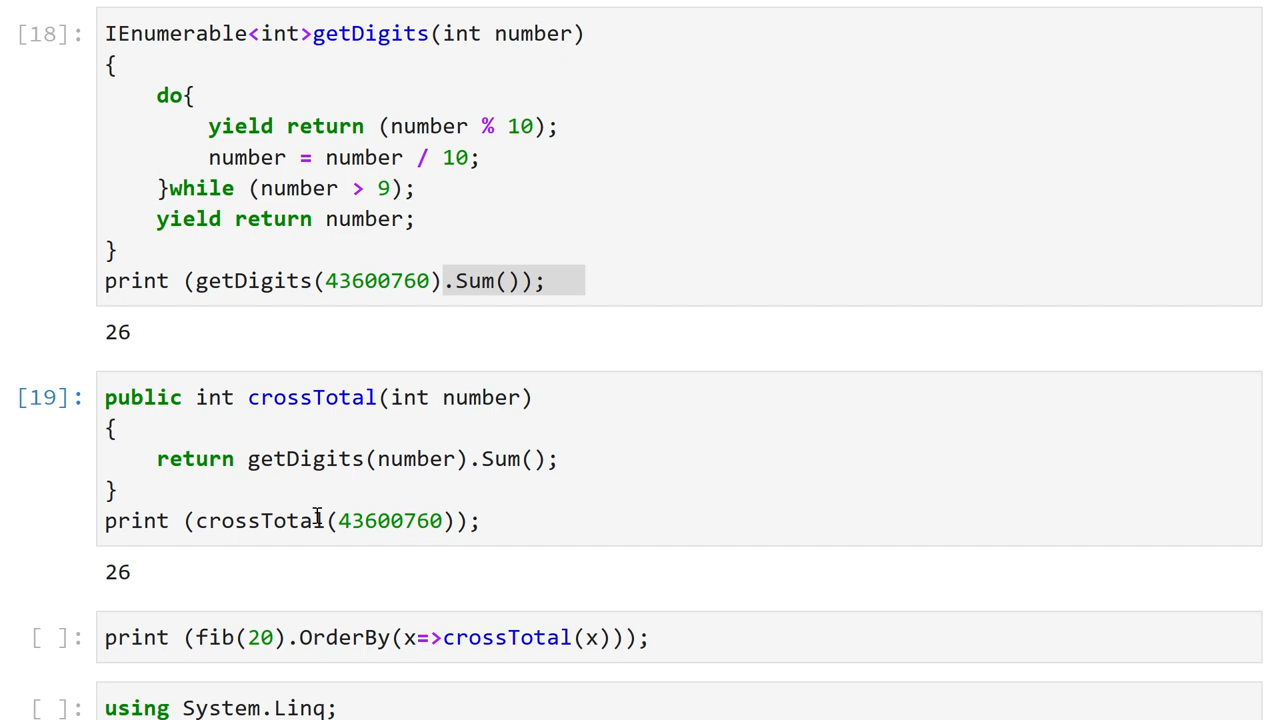 [18]: IEnumerable<int>getDigits(int number)
{
    do{
        yield return (number % 10);
        number = number / 10;
    }while (number > 9);
    yield return number;
}
print (getDigits(43600760).Sum());
26
[19]: public int crossTotal(int number)
{
    return getDigits(number).Sum();
}
print (crossTotal(43600760));
26
[ ]: print (fib(20).OrderBy(x=>crossTotal(x)));
[ ]: using System.Linq;